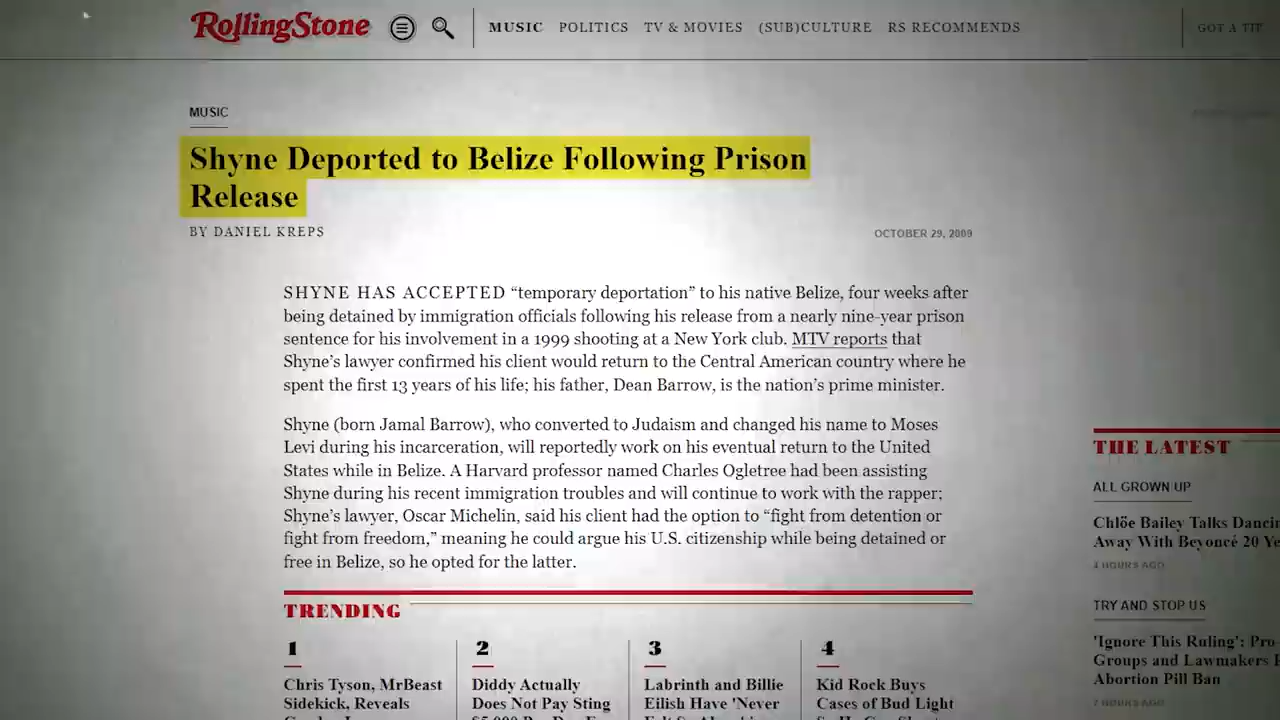 RollingStone
MUSIC POLITICS TV & MOVIES (SUB)CULTURE RS RECOMMENDS GOT A TIP
MUSIC
Shyne Deported to Belize Following Prison
Release
BY DANIEL KREPS
OCTOBER 29, 2009
SHYNE HAS ACCEPTED “temporary deportation” to his native Belize, four weeks after
being detained by immigration officials following his release from a nearly nine-year prison
sentence for his involvement in a 1999 shooting at a New York club. MTV reports that
Shyne’s lawyer confirmed his client would return to the Central American country where he
spent the first 13 years of his life; his father, Dean Barrow, is the nation’s prime minister.
Shyne (born Jamal Barrow), who converted to Judaism and changed his name to Moses
Levi during his incarceration, will reportedly work on his eventual return to the United
States while in Belize. A Harvard professor named Charles Ogletree had been assisting
Shyne during his recent immigration troubles and will continue to work with the rapper;
Shyne’s lawyer, Oscar Michelin, said his client had the option to “fight from detention or
fight from freedom,” meaning he could argue his U.S. citizenship while being detained or
free in Belize, so he opted for the latter.
TRENDING
1
Chris Tyson, MrBeast
Sidekick, Reveals
2
Diddy Actually
Does Not Pay Sting
3
Labrinth and Billie
Eilish Have 'Never
4
Kid Rock Buys
Cases of Bud Light
THE LATEST
ALL GROWN UP
Chlöe Bailey Talks Dancin
Away With Beyoncé 20 Ye
4 HOURS AGO
TRY AND STOP US
'Ignore This Ruling': Pro-
Groups and Lawmakers
Abortion Pill Ban
7 HOURS AGO